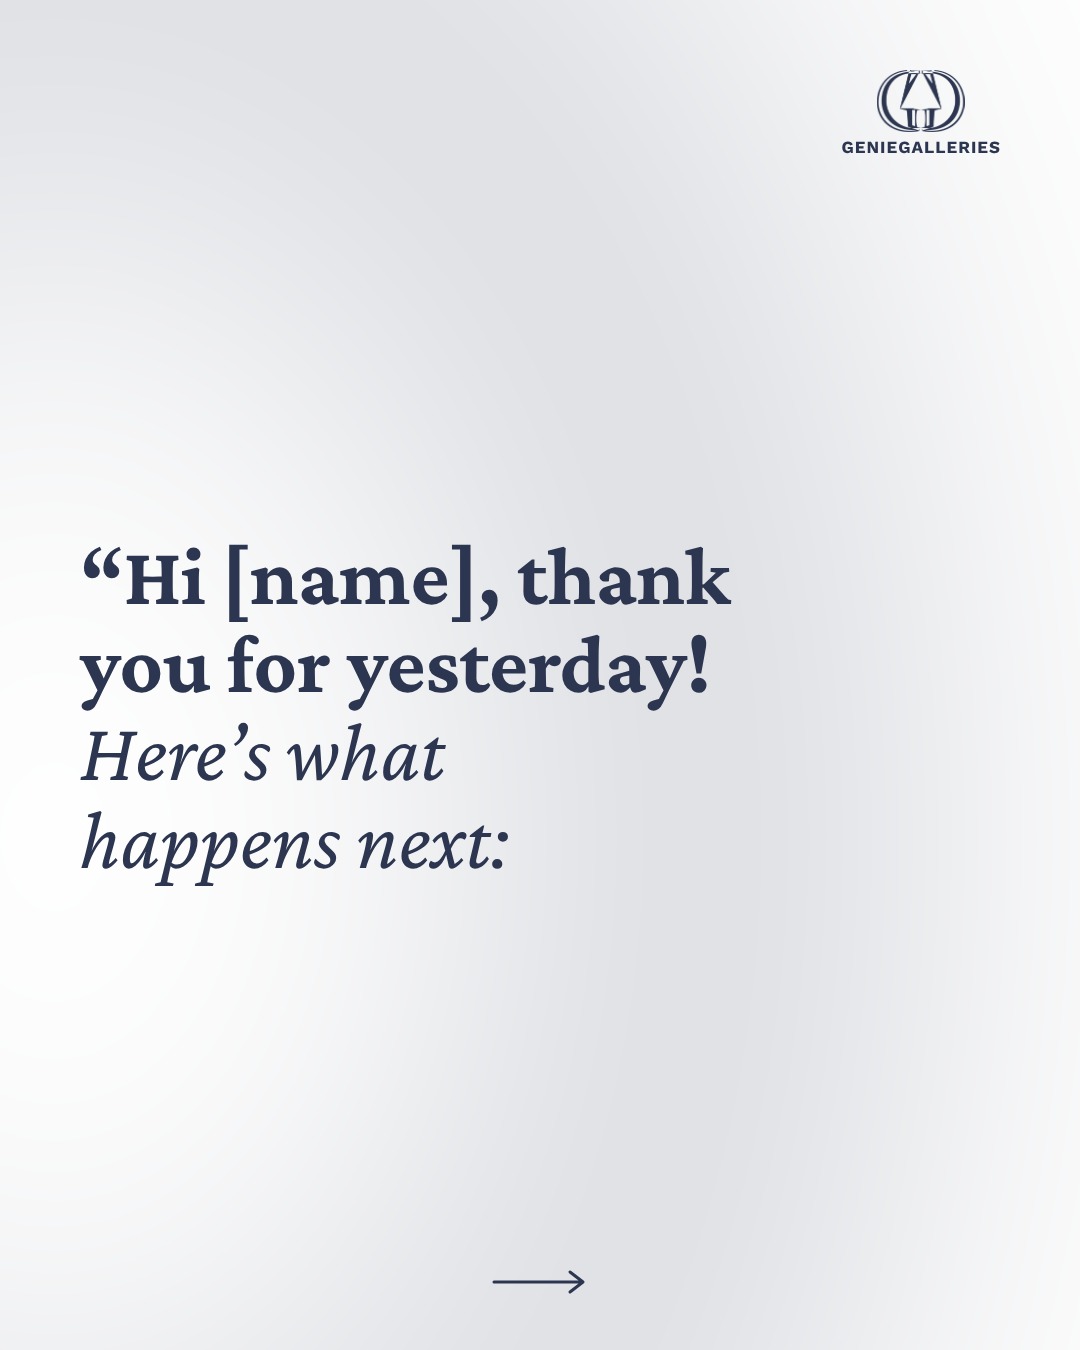 GENIEGALLERIES
“Hi [name], thank
you for yesterday!
Here’s what
happens next: